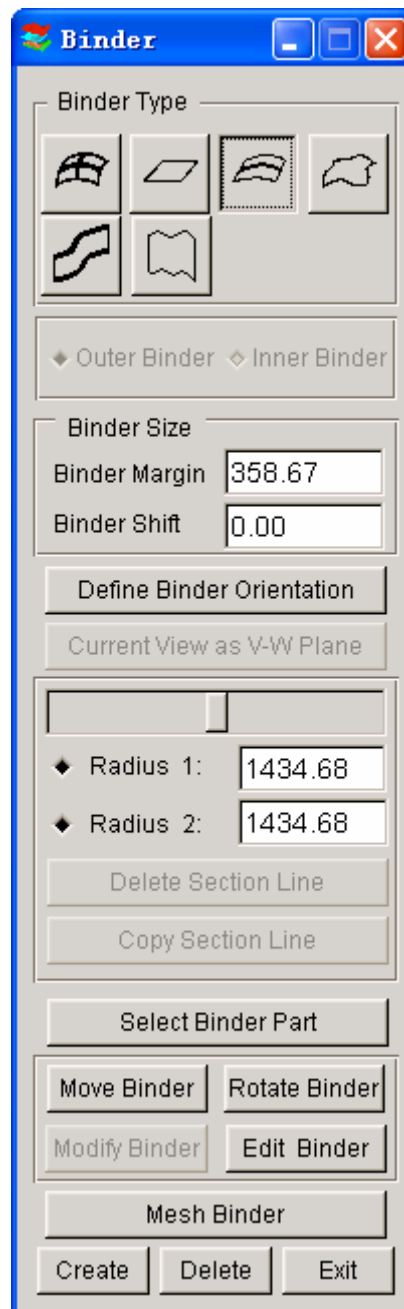 Binder
Binder Type
Outer Binder Inner Binder
Binder Size
Binder Margin 358.67
Binder Shift 0.00
Define Binder Orientation
Current View as V-W Plane
Radius 1: 1434.68
Radius 2: 1434.68
Delete Section Line
Copy Section Line
Select Binder Part
Move Binder Rotate Binder
Modify Binder Edit Binder
Mesh Binder
Create Delete Exit